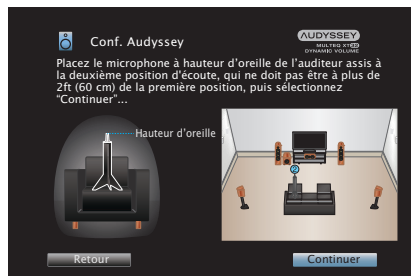 Conf. Audyssey
AUDYSSEY
MULTEQ XT32
DYNAMIC VOLUME
Placez le microphone à hauteur d'oreille de l'auditeur assis à
la deuxième position d'écoute, qui ne doit pas être à plus de
2ft (60 cm) de la première position, puis sélectionnez
“Continuer”...
Hauteur d'oreille
2
Retour
Continuer